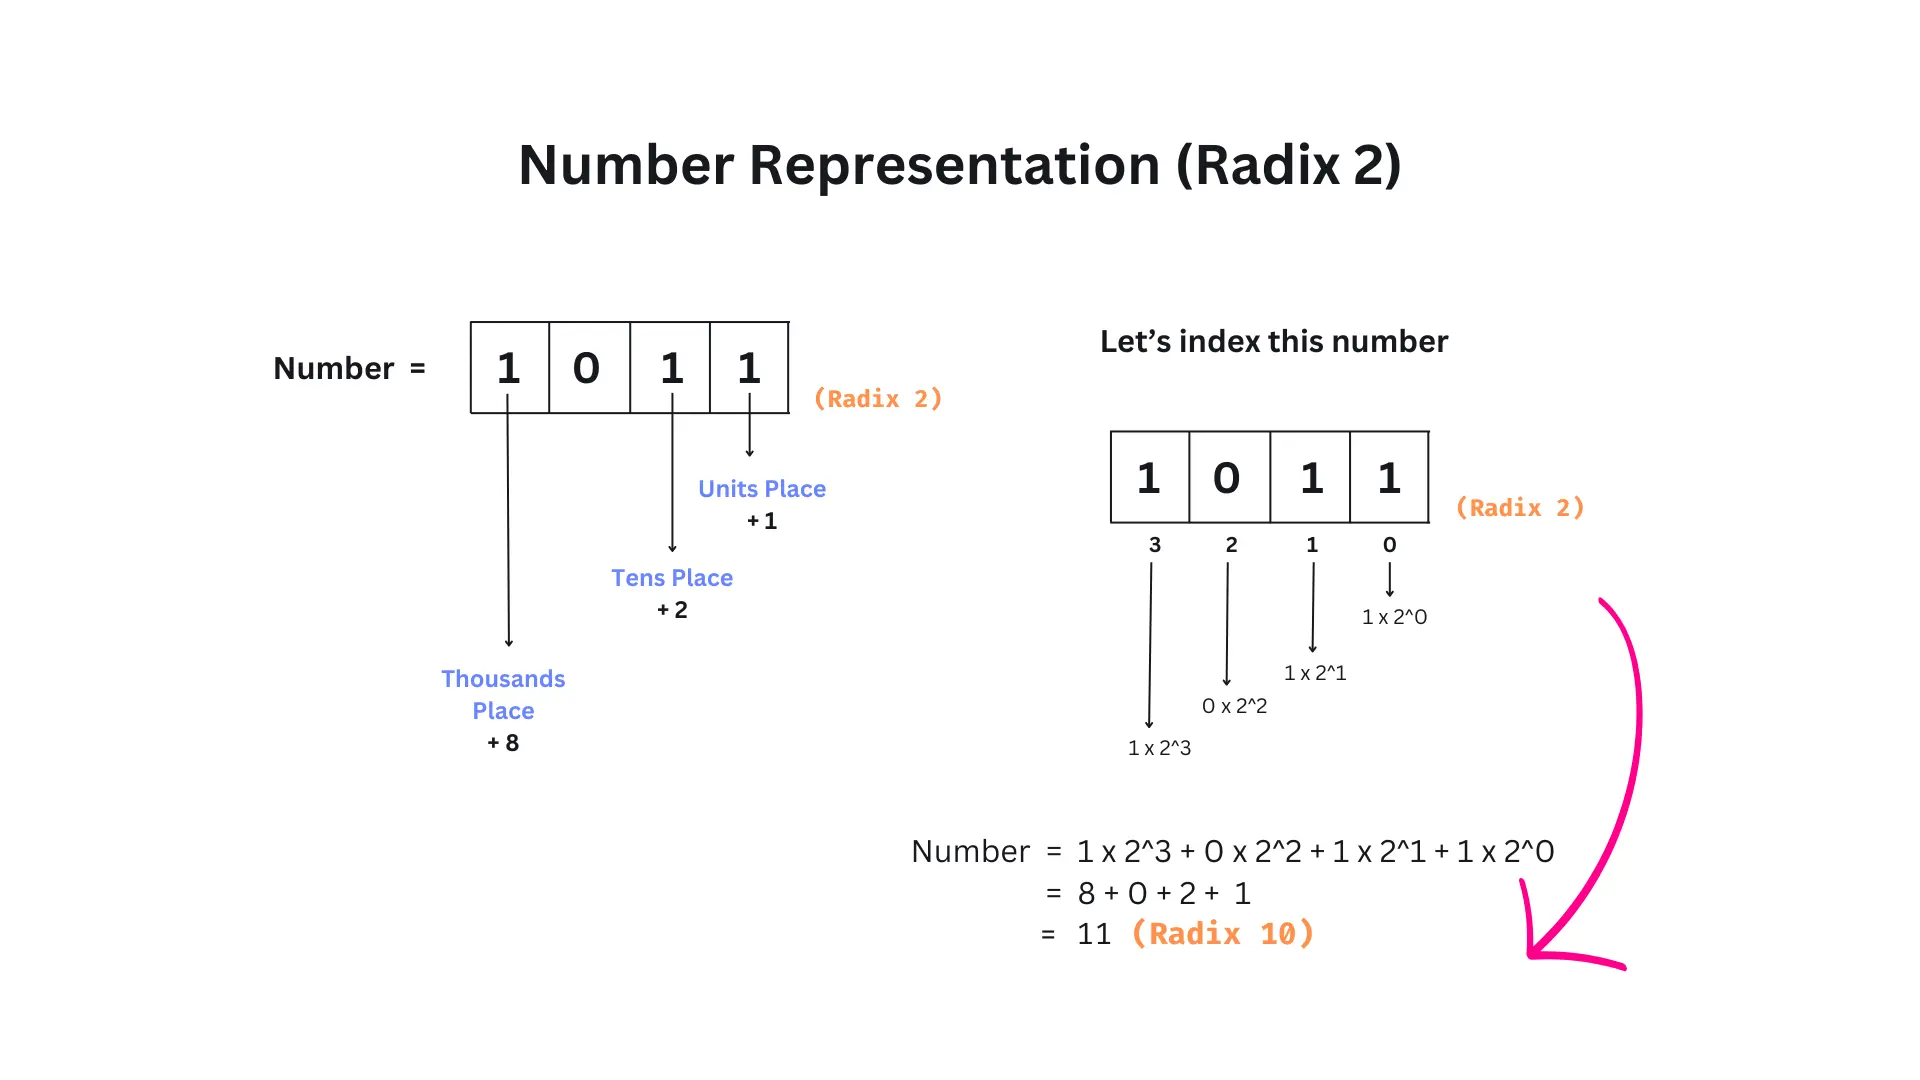 Number Representation (Radix 2)
Number =
1 0 1 1
(Radix 2)
Units Place
+ 1
Tens Place
+ 2
Thousands
Place
+ 8
Let’s index this number
1 0 1 1
(Radix 2)
3 2 1 0
1 x 2^0
1 x 2^1
0 x 2^2
1 x 2^3
Number = 1 x 2^3 + 0 x 2^2 + 1 x 2^1 + 1 x 2^0
= 8 + 0 + 2 + 1
= 11 (Radix 10)